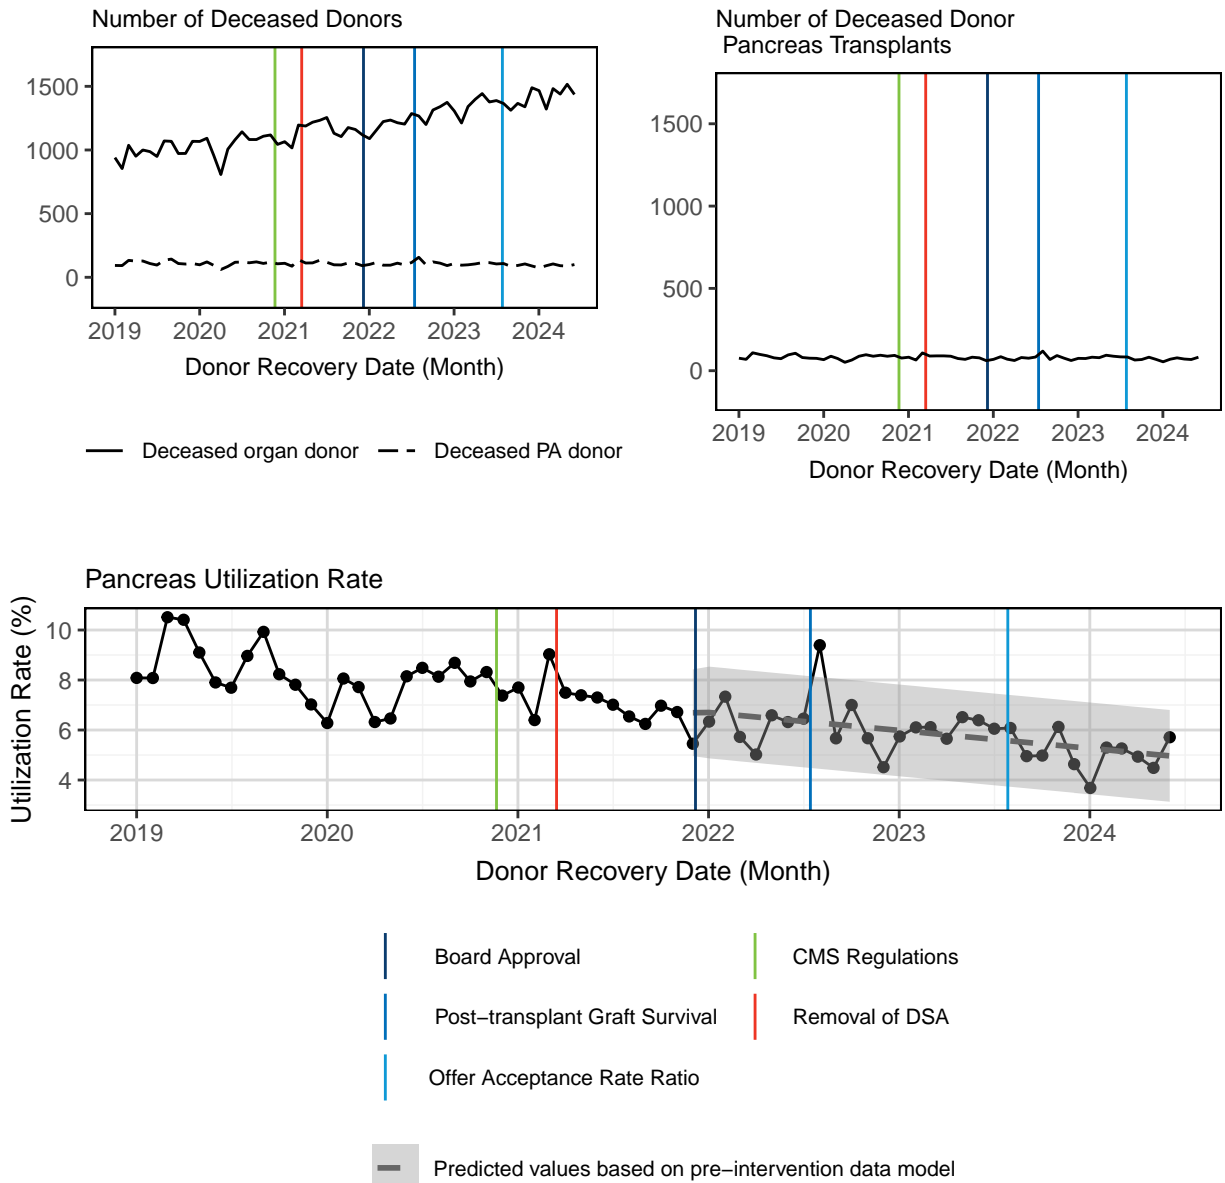 Number of Deceased Donors
1500
1000
500
0
2019 2020 2021 2022 2023 2024
Donor Recovery Date (Month)
Deceased organ donor
Deceased PA donor
Number of Deceased Donor
Pancreas Transplants
1500
1000
500
0
2019 2020 2021 2022 2023 2024
Donor Recovery Date (Month)
Pancreas Utilization Rate
Utilization Rate (%)
10
8
6
4
2019 2020 2021 2022 2023 2024
Donor Recovery Date (Month)
Board Approval
CMS Regulations
Post−transplant Graft Survival
Removal of DSA
Offer Acceptance Rate Ratio
Predicted values based on pre−intervention data model